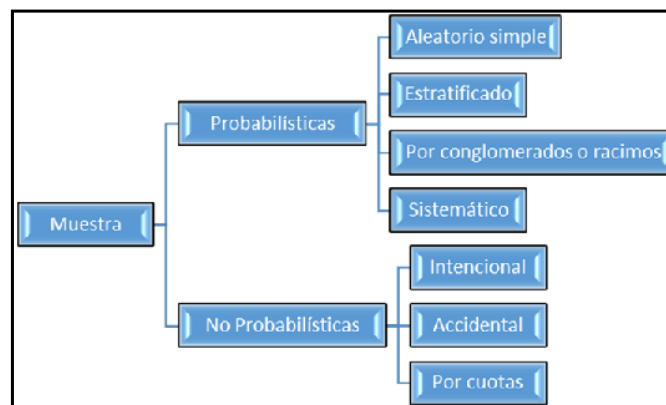 Muestra
Probabilísticas
Aleatorio simple
Estratificado
Por conglomerados o racimos
Sistemático
No Probabilísticas
Intencional
Accidental
Por cuotas